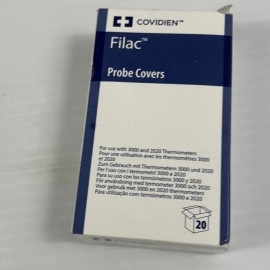 COVIDIEN™
Filac™
Probe Covers
For use with 3000 and 2020 Thermometers
Pour une utilisation avec les thermomètres 3000
et 2020
Zum Gebrauch mit Thermometern 3000 und 2020
Per l'uso con i termometri 3000 e 2020
Para su uso con los termómetros 3000 y 2020
För användning med termometer 3000 och 2020
Voor gebruik met 3000 en 2020 thermometers
Para utilização com termómetros 3000 e 2020
20